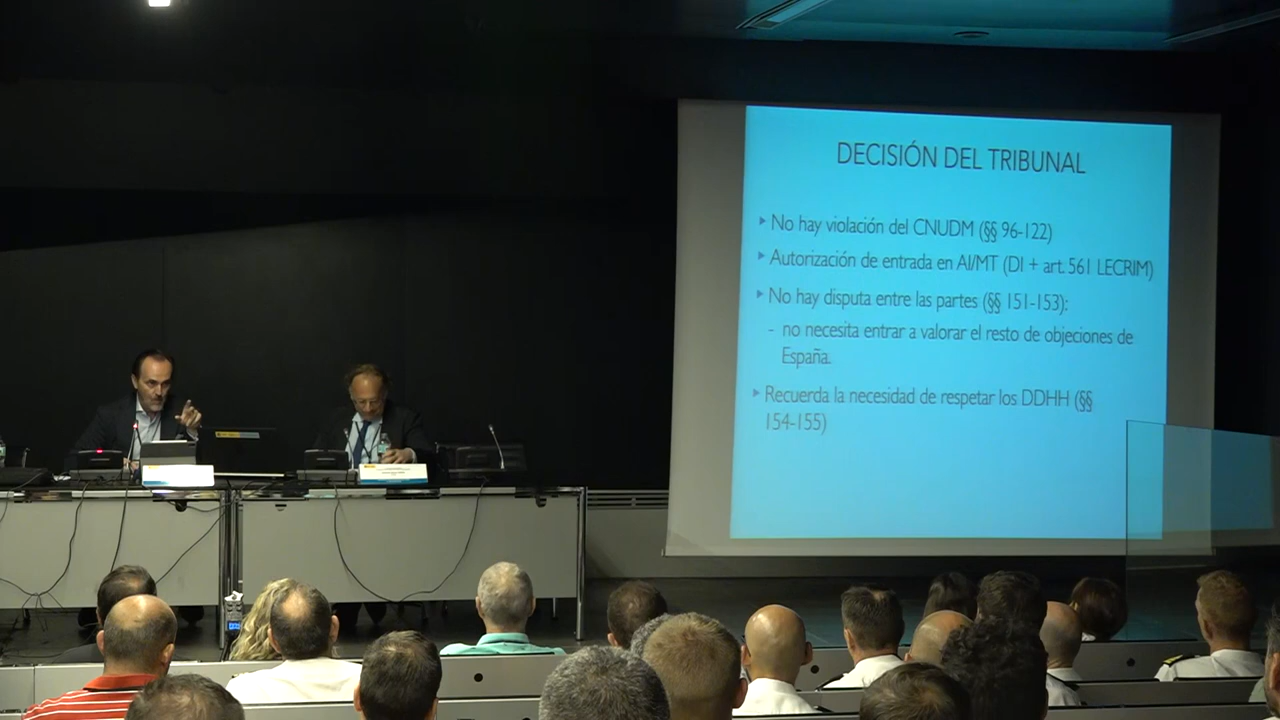 DECISIÓN DEL TRIBUNAL
No hay violación del CNUDM (§§ 96-122)
Autorización de entrada en AI/MT (DI + art. 561 LECRIM)
No hay disputa entre las partes (§§ 151-153):
- no necesita entrar a valorar el resto de objeciones de
España.
Recuerda la necesidad de respetar los DDHH (§§
154-155)